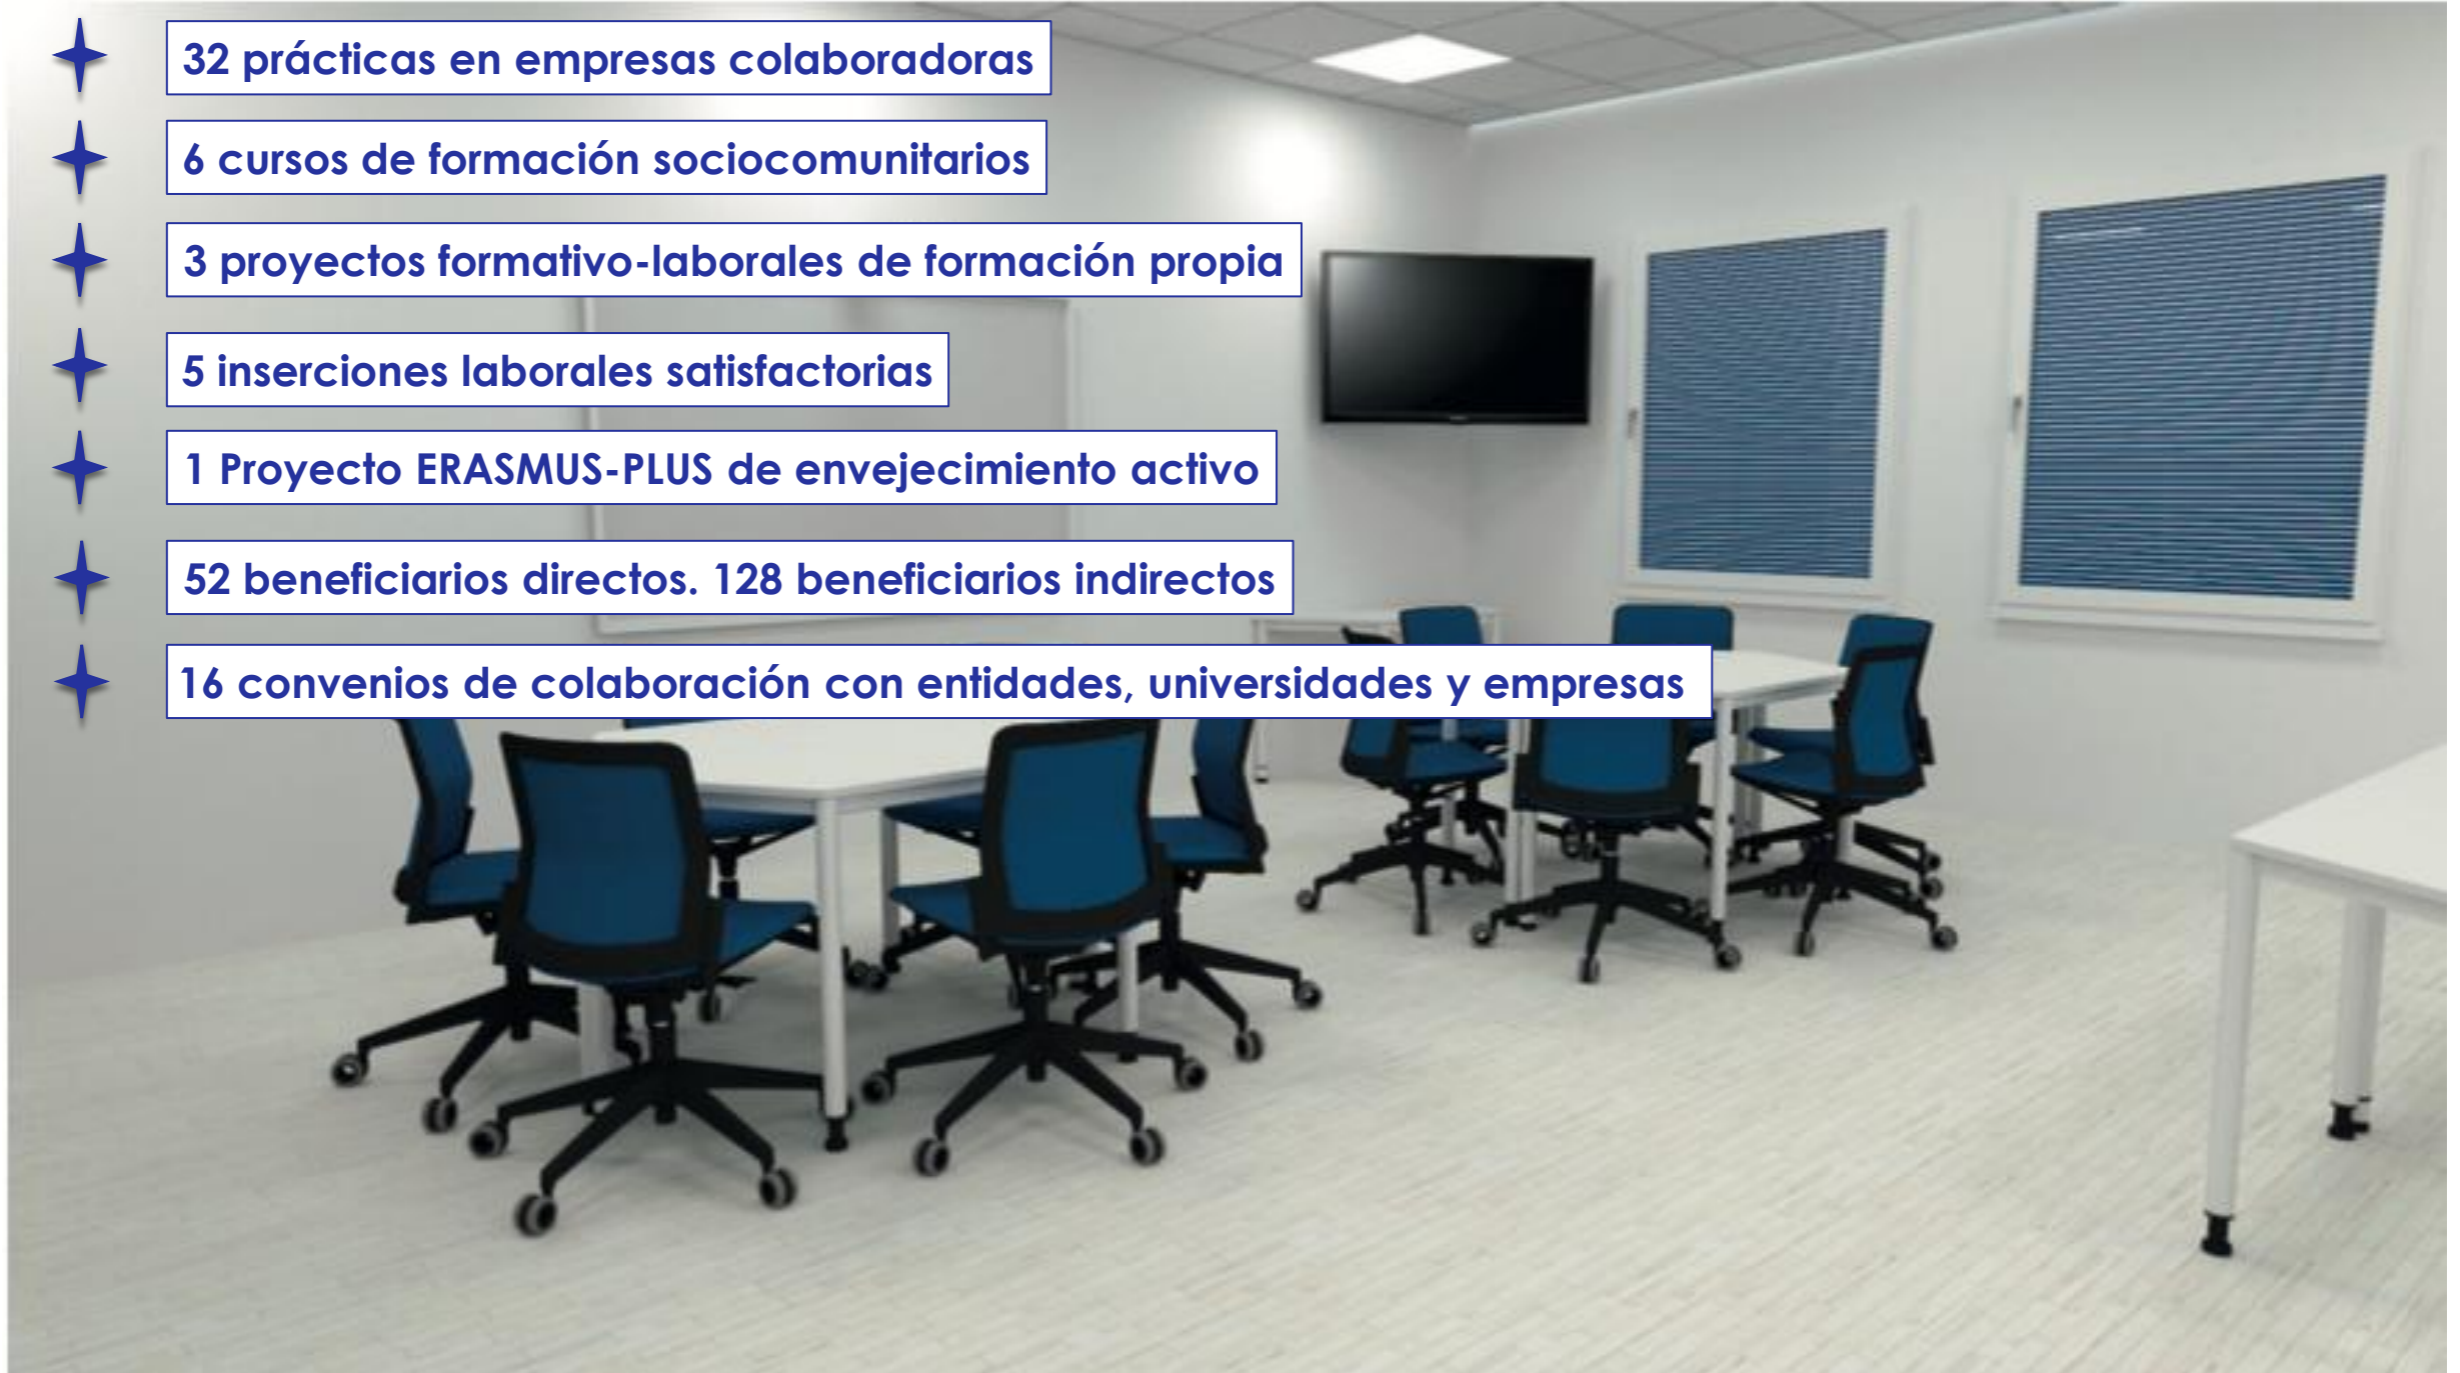 32 prácticas en empresas colaboradoras
6 cursos de formación sociocomunitarios
3 proyectos formativo-laborales de formación propia
5 inserciones laborales satisfactorias
1 Proyecto ERASMUS-PLUS de envejecimiento activo
52 beneficiarios directos. 128 beneficiarios indirectos
16 convenios de colaboración con entidades, universidades y empresas